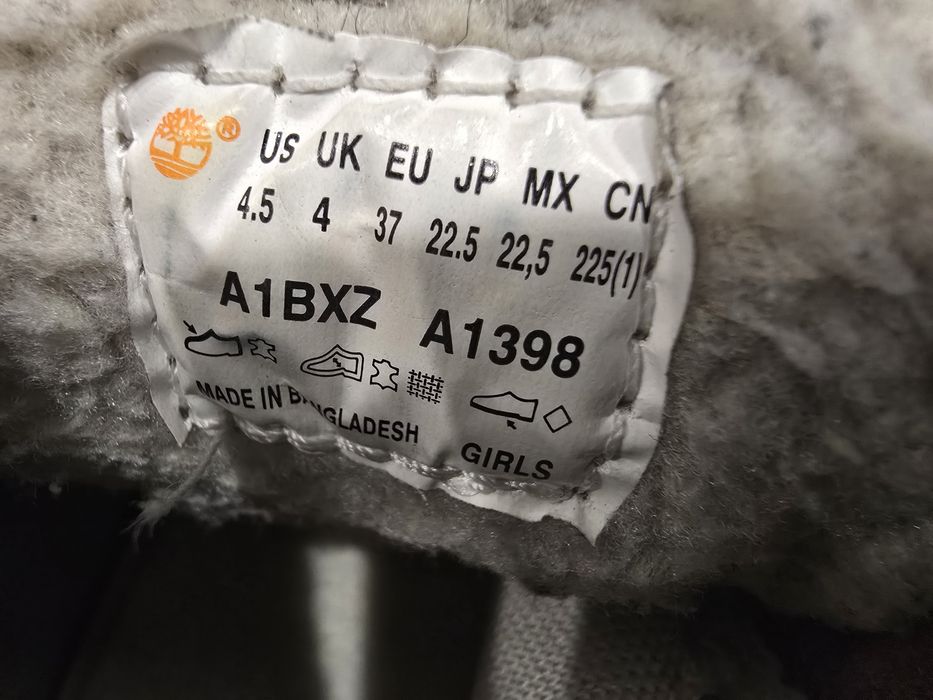 ® US UK EU JP MX CN
4.5 4 37 22.5 22,5 225(1)
A1BXZ A1398
MADE IN BANGLADESH
GIRLS